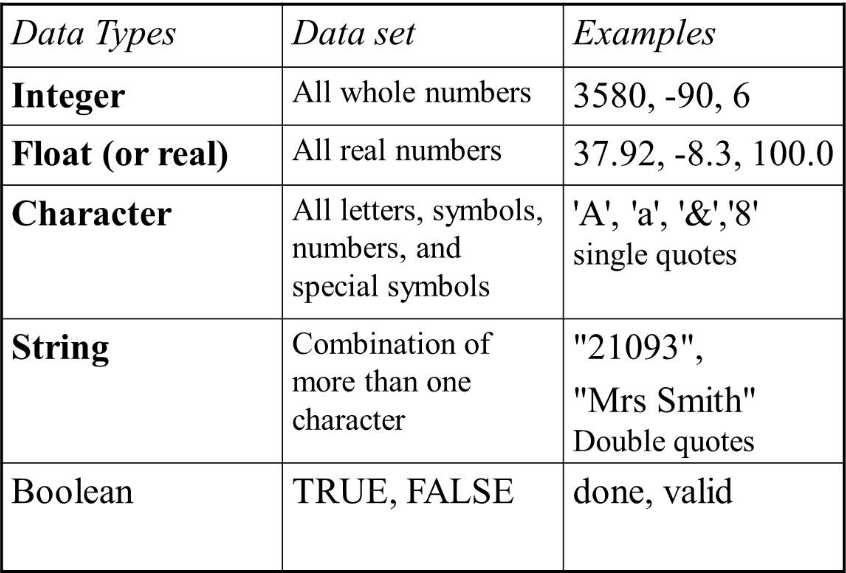 Data Types Data set Examples
Integer All whole numbers 3580, -90, 6
Float (or real) All real numbers 37.92, -8.3, 100.0
Character All letters, symbols, 'A', 'a', '&','8'
numbers, and single quotes
special symbols
String Combination of "21093",
more than one "Mrs Smith"
character Double quotes
Boolean TRUE, FALSE done, valid